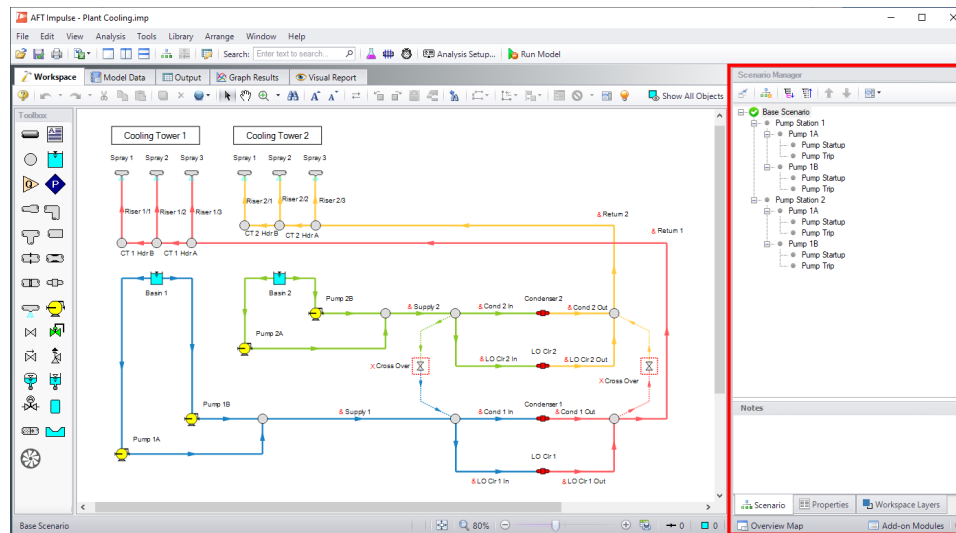 AFT Impulse - Plant Cooling.imp
File Edit View Analysis Tools Library Arrange Window Help
Search: Enter text to search... Analysis Setup... Run Model
Workspace Model Data Output Graph Results Visual Report
Show All Objects
Toolbox
Cooling Tower 1 Cooling Tower 2
Spray 1 Spray 2 Spray 3 Spray 1 Spray 2 Spray 3
Riser 1/1 Riser 1/2 Riser 1/3 Riser 2/1 Riser 2/2 Riser 2/3
& Return 2
& Return 1
CT 2 Hdr B CT 2 Hdr A
CT 1 Hdr B CT 1 Hdr A
Basin 1 Basin 2
Pump 2B
& Supply 2 & Cond 2 In Condenser 2 & Cond 2 Out
Pump 2A
LO Clr 2
& LO Clr 2 In & LO Clr 2 Out
X Cross Over X Cross Over
Pump 1B
& Supply 1 & Cond 1 In Condenser 1 & Cond 1 Out
Pump 1A
LO Clr 1
& LO Clr 1 In & LO Clr 1 Out
Base Scenario 80% 0 0
Scenario Manager
Base Scenario
Pump Station 1
Pump 1A
Pump Startup
Pump Trip
Pump 1B
Pump Startup
Pump Trip
Pump Station 2
Pump 1A
Pump Startup
Pump Trip
Pump 1B
Pump Startup
Pump Trip
Notes
Scenario Properties Workspace Layers
Overview Map Add-on Modules